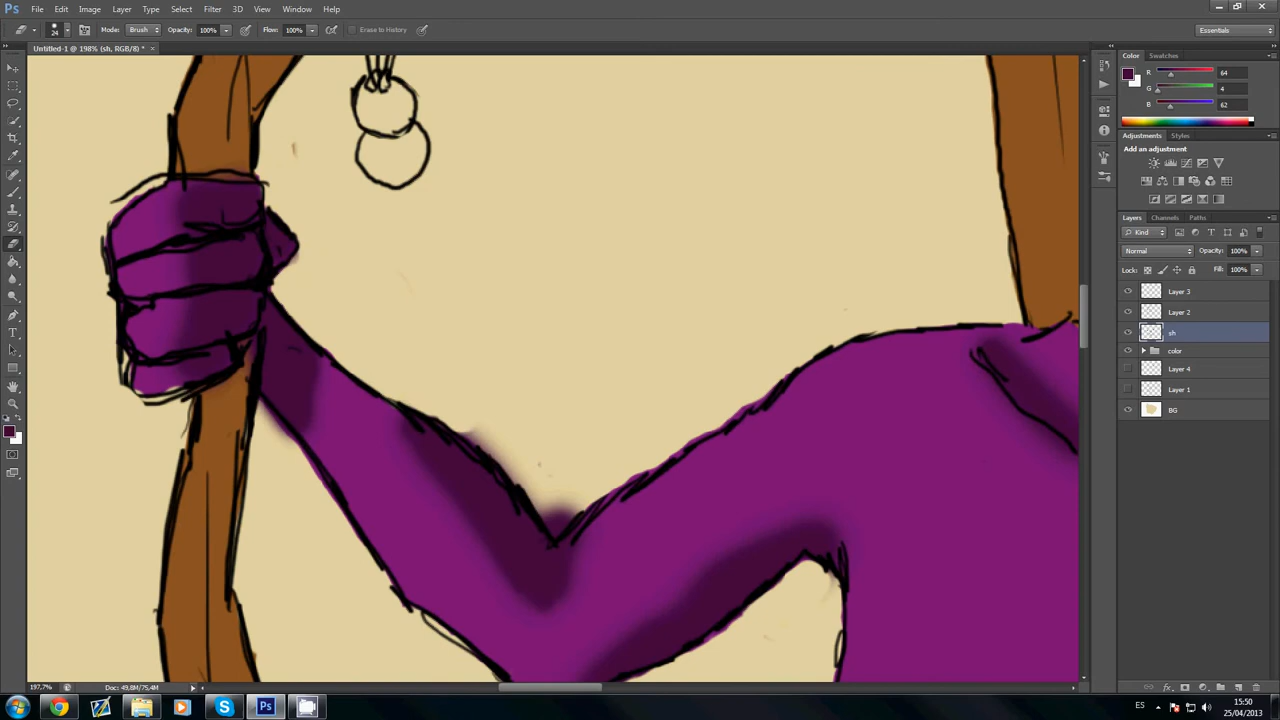 Ps File Edit Image Layer Type Select Filter 3D View Window Help
24 Mode: Brush Opacity: 100% Flow: 100% Erase to History Essentials
Untitled-1 @ 198% (sh, RGB/8) * ×
Color Swatches
R 64
G 4
B 62
Adjustments Styles
Add an adjustment
Layers Channels Paths
Kind
Normal Opacity: 100%
Lock: Fill: 100%
Layer 3
Layer 2
sh
color
Layer 4
Layer 1
BG
197,7% Doc: 49,8M/75,4M
ES 15:50
25/04/2013